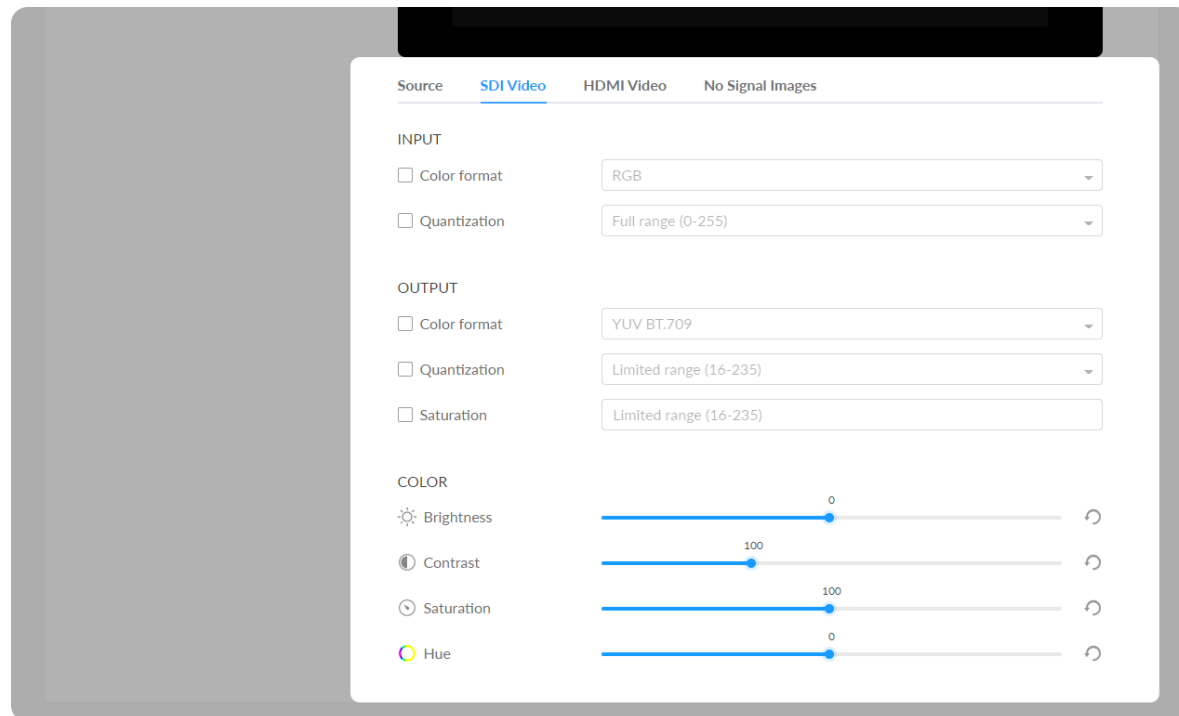 Source SDI Video HDMI Video No Signal Images
INPUT
Color format RGB
Quantization Full range (0-255)
OUTPUT
Color format YUV BT.709
Quantization Limited range (16-235)
Saturation Limited range (16-235)
COLOR
0
Brightness
100
Contrast
100
Saturation
0
Hue